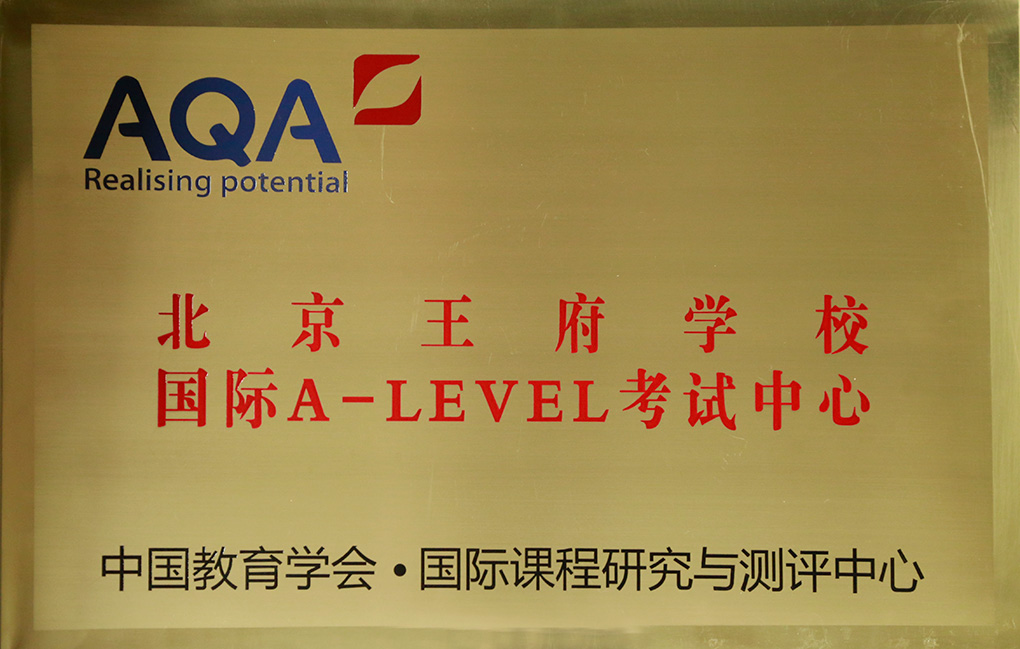 AQA
Realising potential
北京王府学校
国际A-LEVEL考试中心
中国教育学会·国际课程研究与测评中心